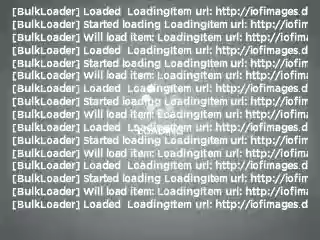 [BulkLoader] Loaded LoadingItem url: http://iofimages.d
[BulkLoader] Started loading LoadingItem url: http://iofim
[BulkLoader] Will load item: LoadingItem url: http://iofima
[BulkLoader] Loaded LoadingItem url: http://iofimages.d
[BulkLoader] Started loading LoadingItem url: http://iofim
[BulkLoader] Will load item: LoadingItem url: http://iofima
[BulkLoader] Loaded LoadingItem url: http://iofimages.d
[BulkLoader] Started loading LoadingItem url: http://iofim
[BulkLoader] Will load item: LoadingItem url: http://iofima
[BulkLoader] Loaded LoadingItem url: http://iofimages.d
LOADING
[BulkLoader] Started loading LoadingItem url: http://iofim
[BulkLoader] Will load item: LoadingItem url: http://iofima
[BulkLoader] Loaded LoadingItem url: http://iofimages.d
[BulkLoader] Started loading LoadingItem url: http://iofim
[BulkLoader] Will load item: LoadingItem url: http://iofima
[BulkLoader] Loaded LoadingItem url: http://iofimages.d